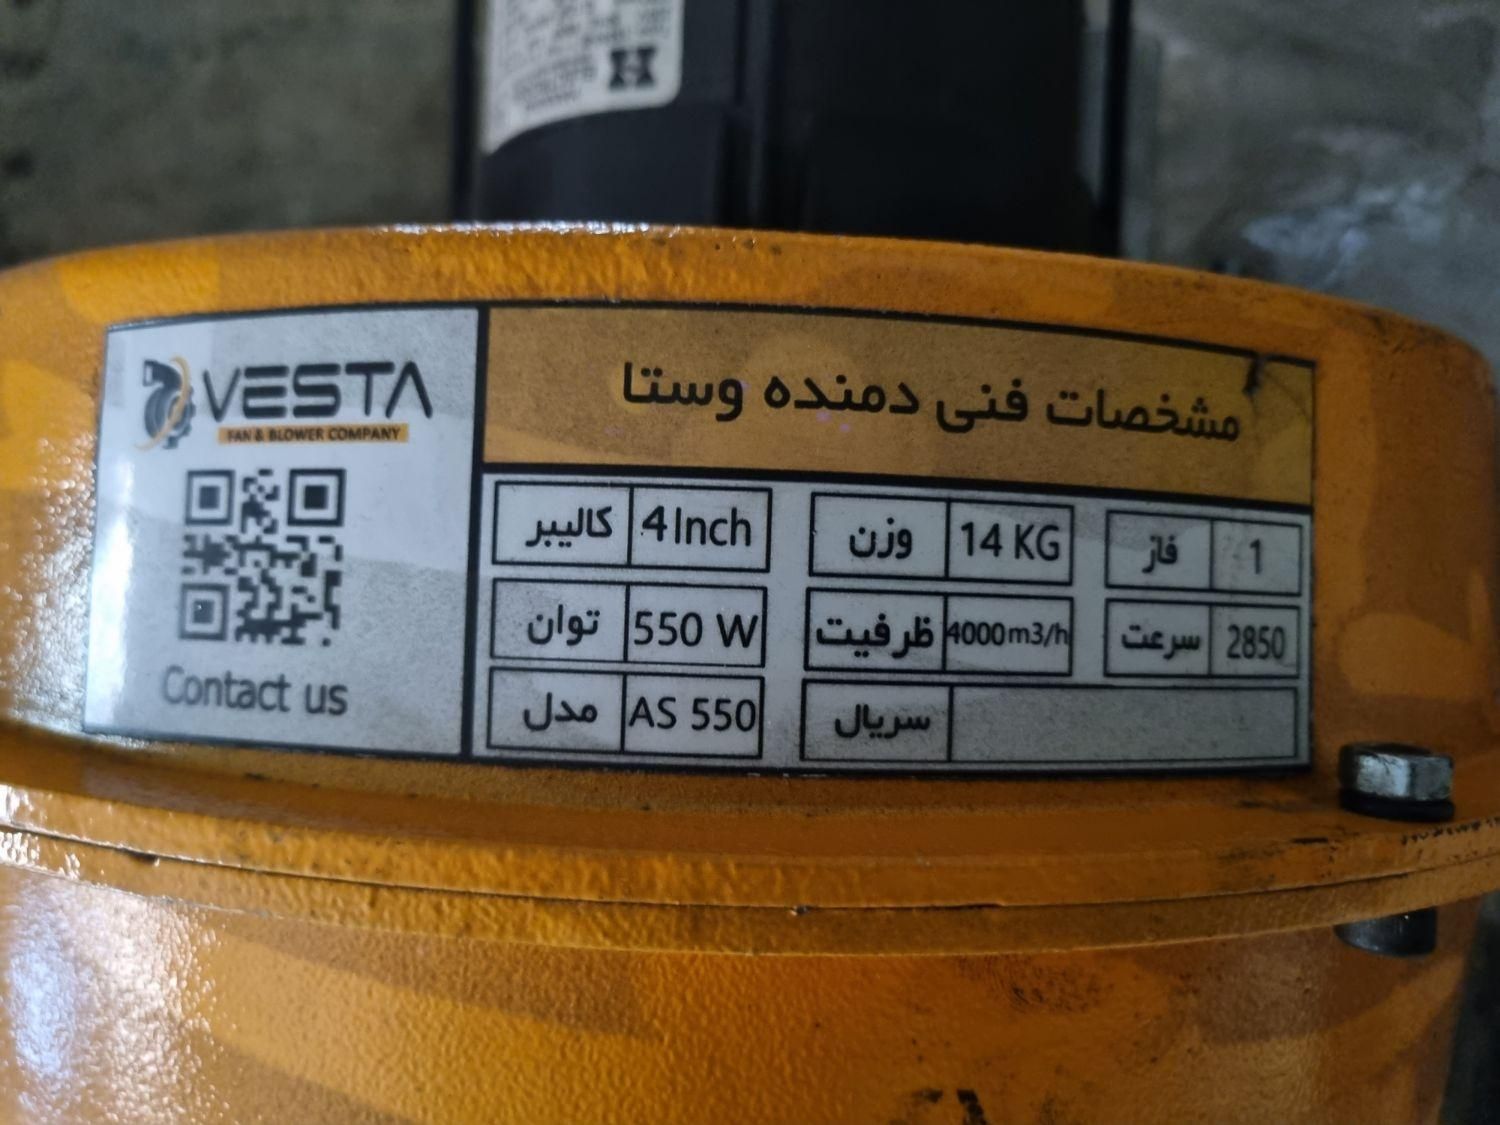 VESTA
FAN & BLOWER COMPANY
Contact us
مشخصات فنی دمنده وستا
کالیبر 4 Inch
وزن 14 KG
فاز 1
توان 550 W
ظرفیت 4000m3/h
سرعت 2850
مدل AS 550
سریال